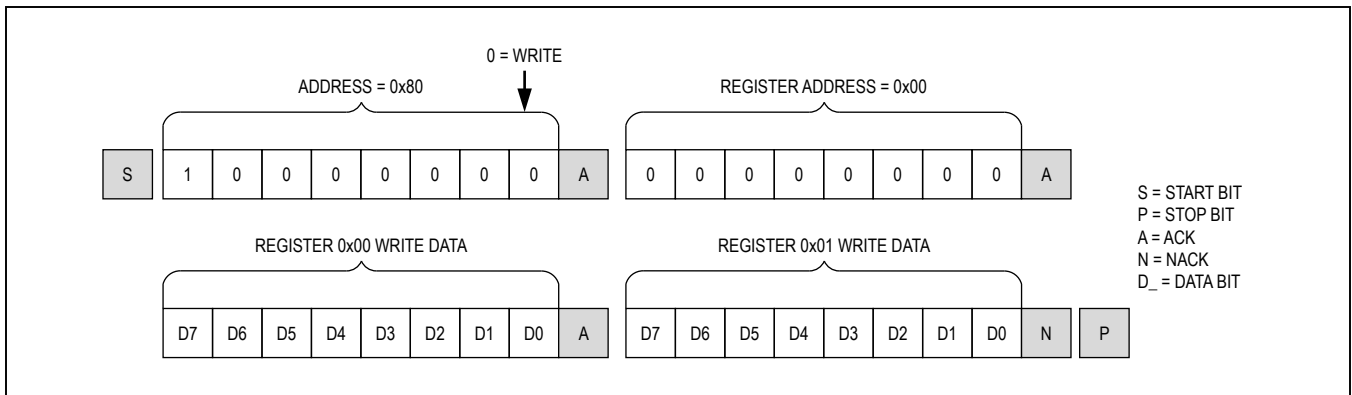 0 = WRITE
ADDRESS = 0x80 REGISTER ADDRESS = 0x00
S 1 0 0 0 0 0 0 0 A 0 0 0 0 0 0 0 0 A
REGISTER 0x00 WRITE DATA REGISTER 0x01 WRITE DATA
D7 D6 D5 D4 D3 D2 D1 D0 A D7 D6 D5 D4 D3 D2 D1 D0 N P
S = START BIT
P = STOP BIT
A = ACK
N = NACK
D_ = DATA BIT